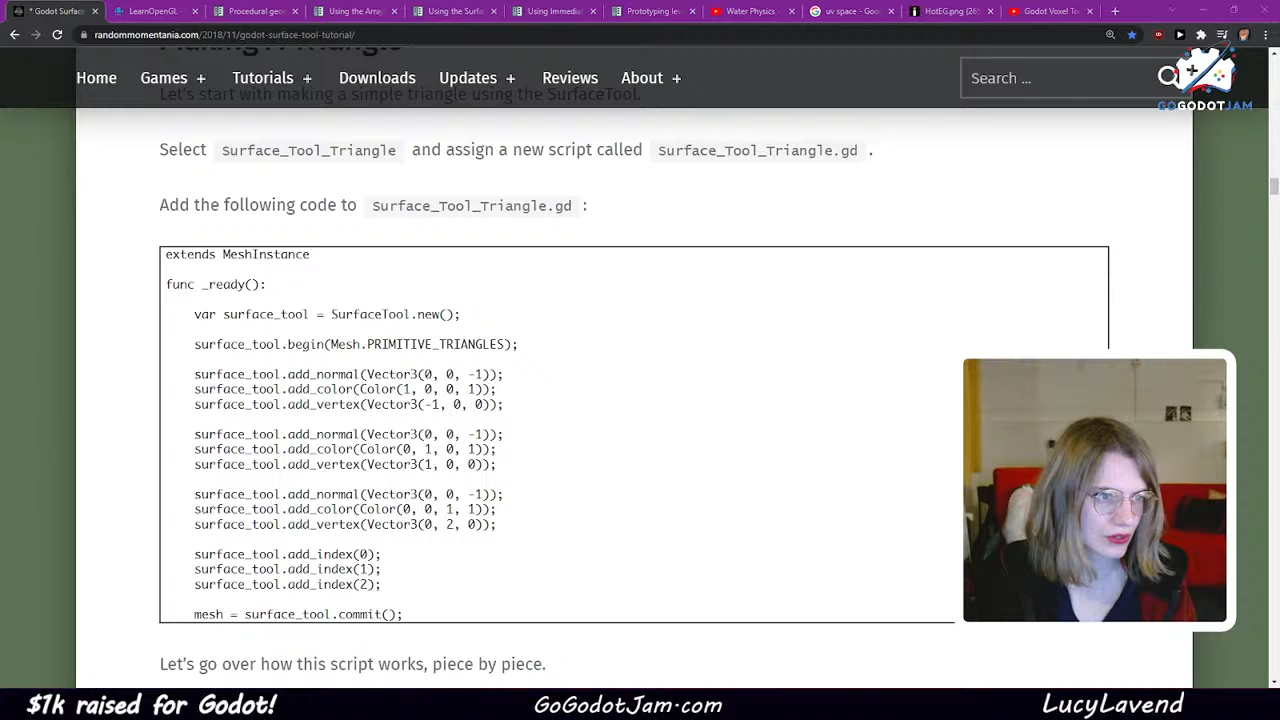 * Godot Surfac
LearnOpenGL -
Procedural geo
Using the Array
Using the Surfa
Using Immediat
Prototyping lev
Water Physics
uv space - Goo
HotEG.png (26
Godot Voxel To
randommomentania.com/2018/11/godot-surface-tool-tutorial/
Making A Triangle
Home
Games +
Tutorials +
Downloads
Updates +
Reviews
About +
Search ...
GOGODOTJAM
Let's start with making a simple triangle using the SurfaceTool.
Select Surface_Tool_Triangle and assign a new script called Surface_Tool_Triangle.gd .
Add the following code to Surface_Tool_Triangle.gd :
extends MeshInstance
func _ready():
var surface_tool = SurfaceTool.new();
surface_tool.begin(Mesh.PRIMITIVE_TRIANGLES);
surface_tool.add_normal(Vector3(0, 0, -1));
surface_tool.add_color(Color(1, 0, 0, 1));
surface_tool.add_vertex(Vector3(-1, 0, 0));
surface_tool.add_normal(Vector3(0, 0, -1));
surface_tool.add_color(Color(0, 1, 0, 1));
surface_tool.add_vertex(Vector3(1, 0, 0));
surface_tool.add_normal(Vector3(0, 0, -1));
surface_tool.add_color(Color(0, 0, 1, 1));
surface_tool.add_vertex(Vector3(0, 2, 0));
surface_tool.add_index(0);
surface_tool.add_index(1);
surface_tool.add_index(2);
mesh = surface_tool.commit();
Let's go over how this script works, piece by piece.
$1k raised for Godot!
GoGodotJam.com
LucyLavend